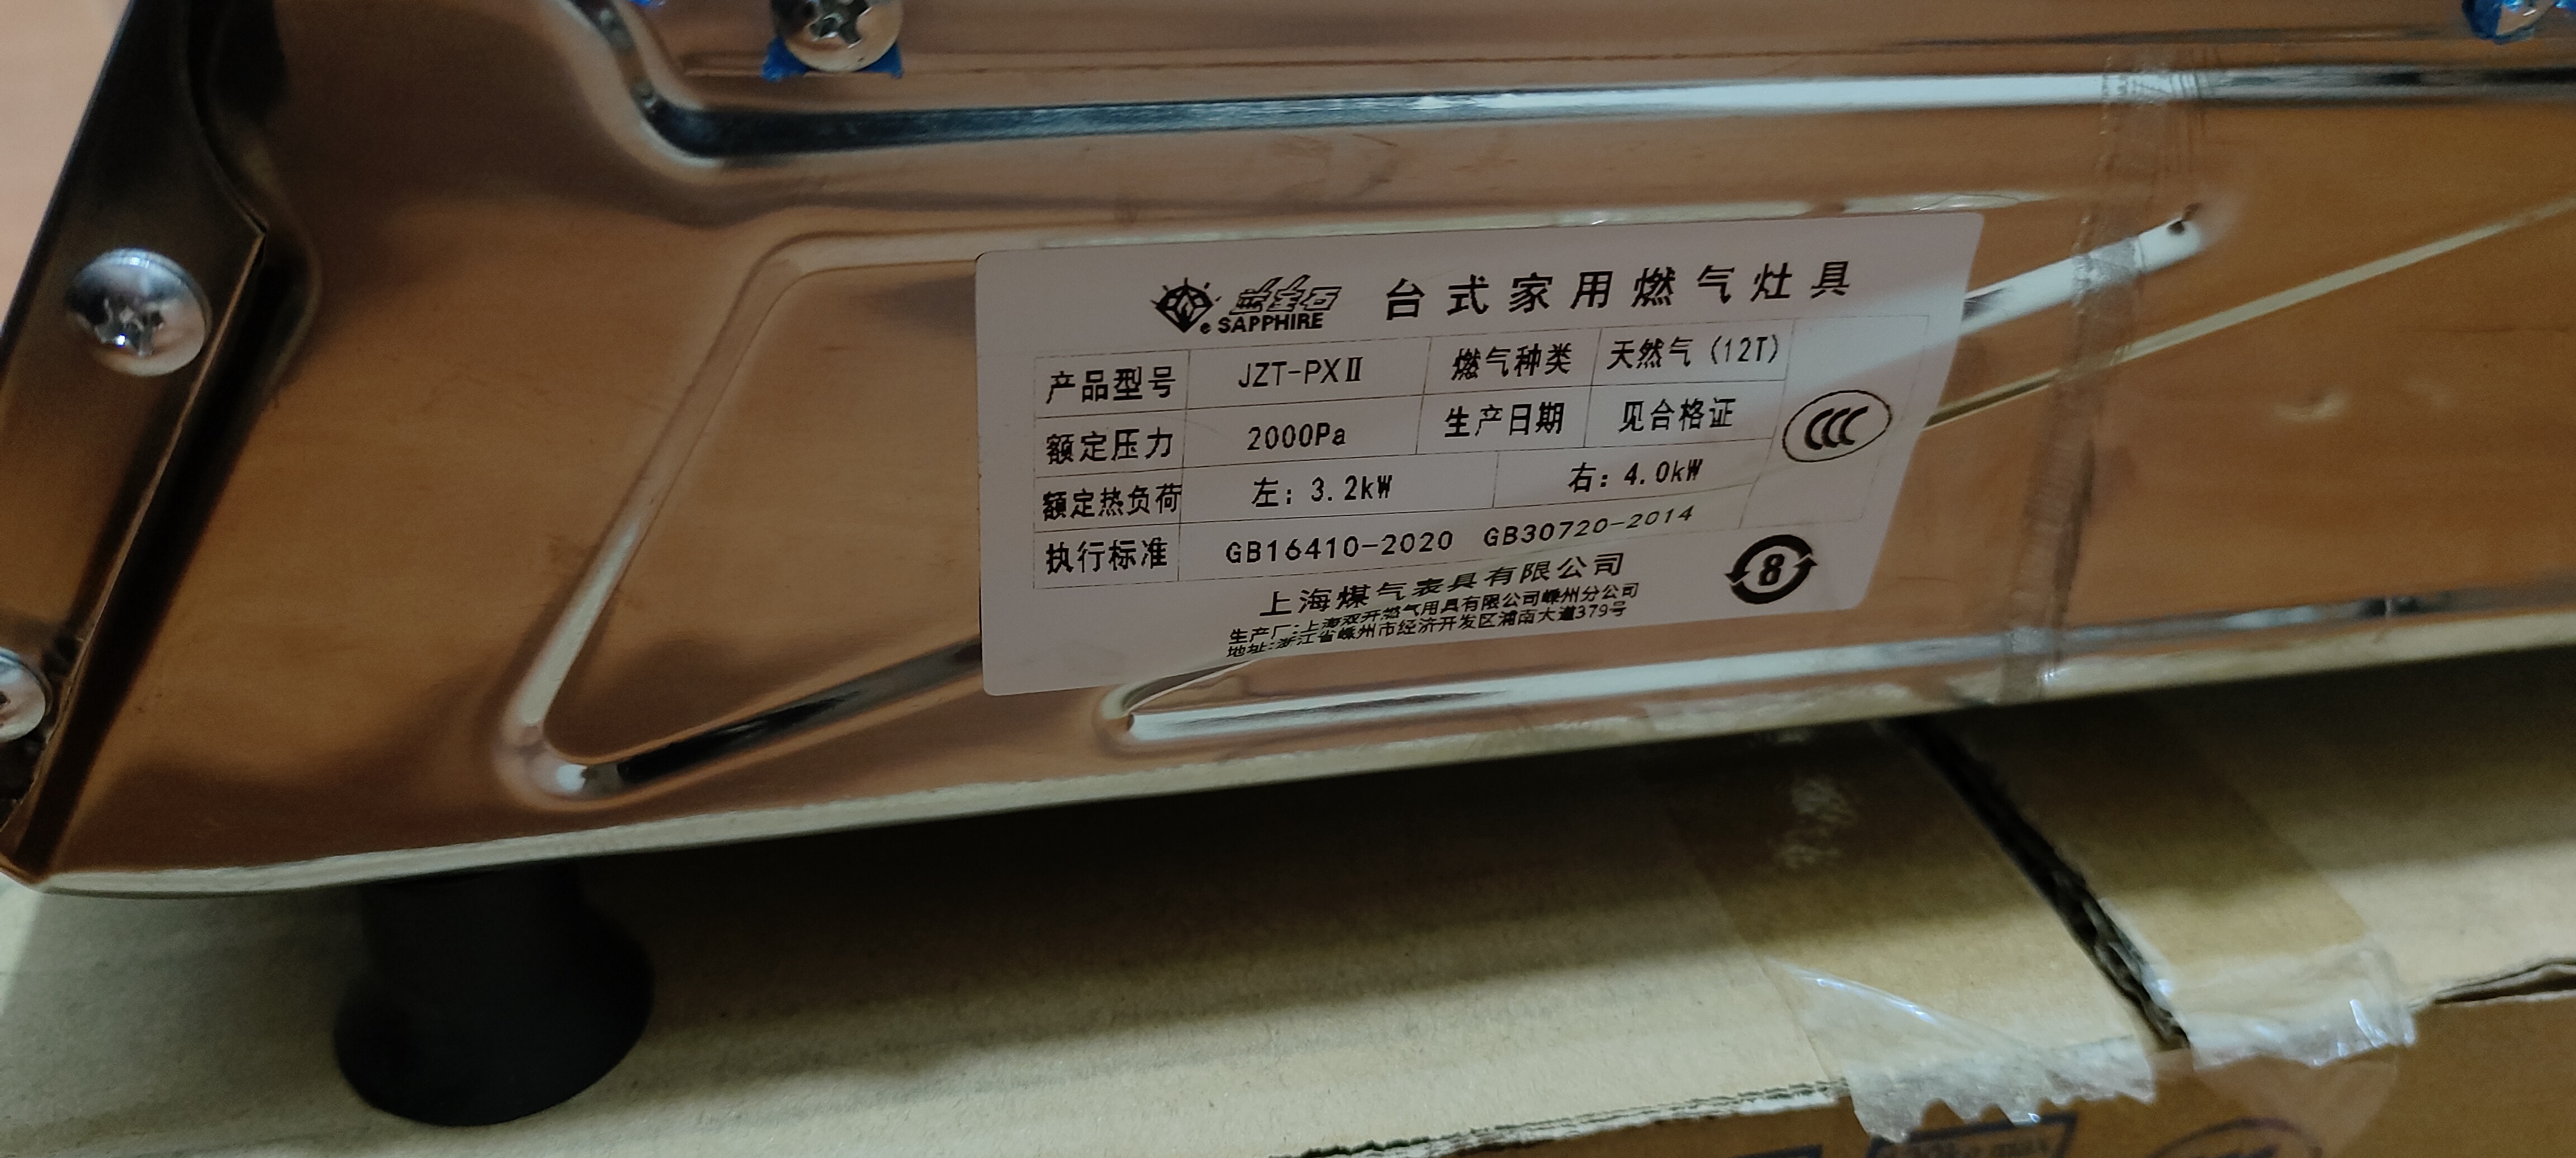 蓝宝石 台式家用燃气灶具
e SAPPHIRE
产品型号 JZT-PXⅡ 燃气种类 天然气(12T)
额定压力 2000Pa 生产日期 见合格证
额定热负荷 左: 3.2kW 右: 4.0kW
CCC
执行标准 GB16410-2020 GB30720-2014
上海煤气表具有限公司
8
生产厂:上海双开燃气用具有限公司嵊州分公司
地址:浙江省嵊州市经济开发区浦南大道379号